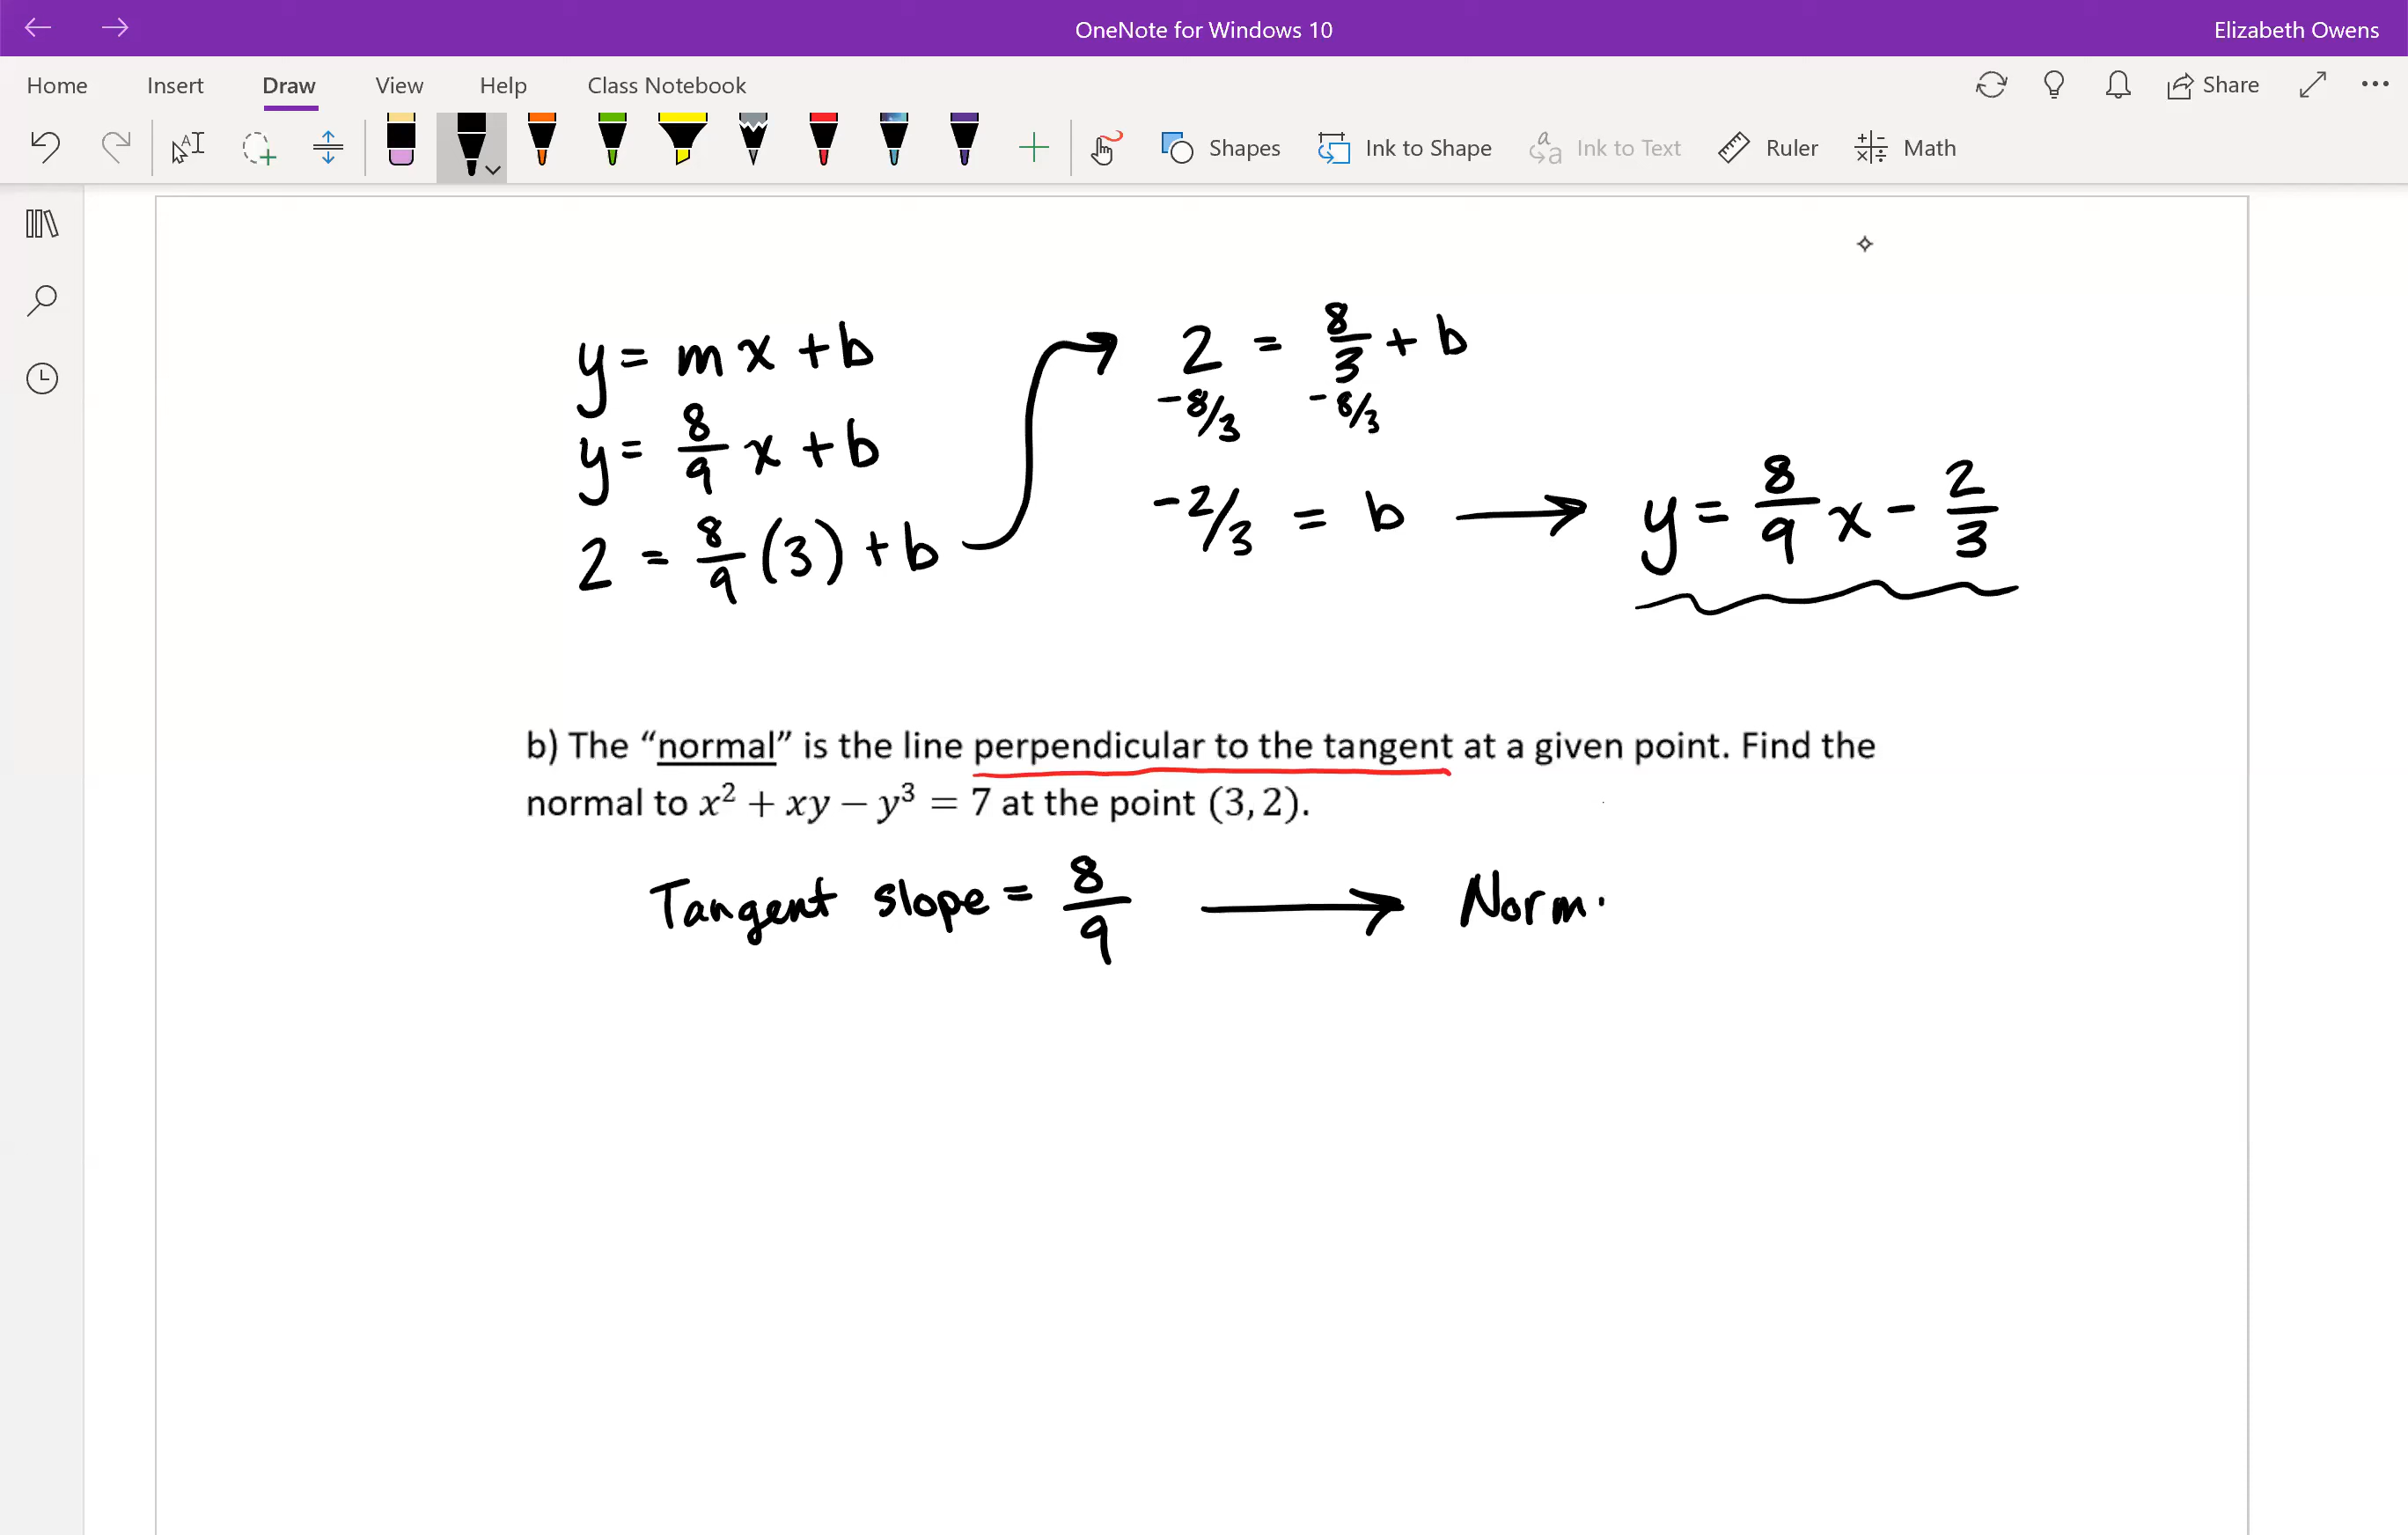 OneNote for Windows 10
Elizabeth Owens
Home Insert Draw View Help Class Notebook
Share
Shapes Ink to Shape Ink to Text Ruler Math
y = mx + b
y = 8/9 x + b
2 = 8/9 (3) + b
2 = 8/3 + b
-8/3 -8/3
-2/3 = b → y = 8/9 x - 2/3
b) The “normal” is the line perpendicular to the tangent at a given point. Find the
normal to x² + xy − y³ = 7 at the point (3, 2).
Tangent slope = 8/9 → Norm